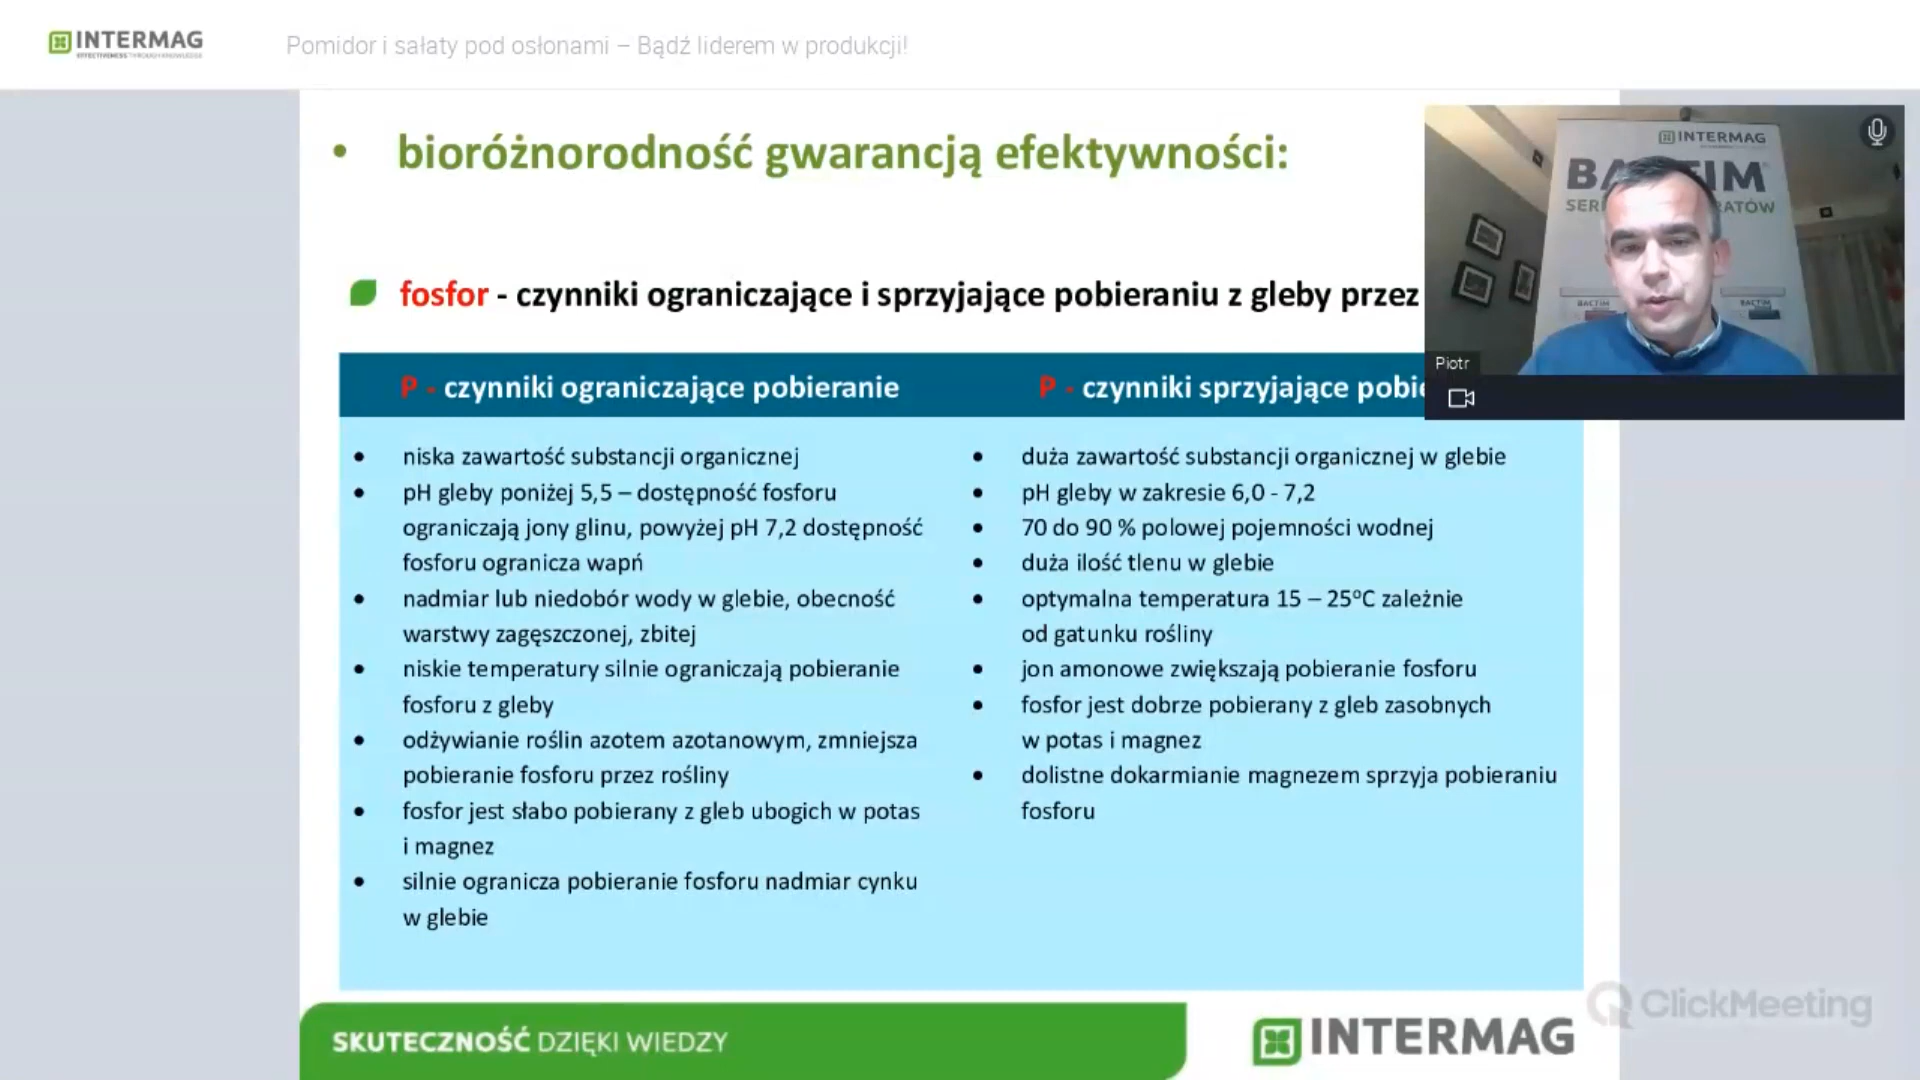 INTERMAG
Pomidor i sałaty pod osłonami – Bądź liderem w produkcji!
• bioróżnorodność gwarancją efektywności:
fosfor - czynniki ograniczające i sprzyjające pobieraniu z gleby przez
P - czynniki ograniczające pobieranie
• niska zawartość substancji organicznej
• pH gleby poniżej 5,5 – dostępność fosforu
ograniczają jony glinu, powyżej pH 7,2 dostępność
fosforu ogranicza wapń
• nadmiar lub niedobór wody w glebie, obecność
warstwy zagęszczonej, zbitej
• niskie temperatury silnie ograniczają pobieranie
fosforu z gleby
• odżywianie roślin azotem azotanowym, zmniejsza
pobieranie fosforu przez rośliny
• fosfor jest słabo pobierany z gleb ubogich w potas
i magnez
• silnie ogranicza pobieranie fosforu nadmiar cynku
w glebie
P - czynniki sprzyjające pobie
• duża zawartość substancji organicznej w glebie
• pH gleby w zakresie 6,0 - 7,2
• 70 do 90 % polowej pojemności wodnej
• duża ilość tlenu w glebie
• optymalna temperatura 15 – 25°C zależnie
od gatunku rośliny
• jon amonowe zwiększają pobieranie fosforu
• fosfor jest dobrze pobierany z gleb zasobnych
w potas i magnez
• dolistne dokarmianie magnezem sprzyja pobieraniu
fosforu
INTERMAG
BA IM
SER RATÓW
BACTIM
BACTIM
Piotr
SKUTECZNOŚĆ DZIĘKI WIEDZY
INTERMAG
ClickMeeting